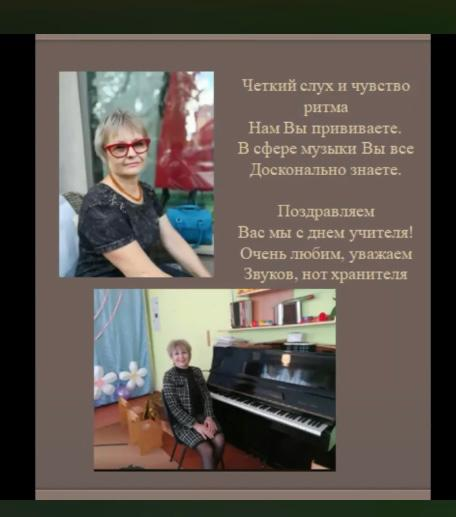 Четкий слух и чувство
ритма
Нам Вы прививаете.
В сфере музыки Вы все
Досконально знаете.
Поздравляем
Вас мы с днем учителя!
Очень любим, уважаем
Звуков, нот хранителя